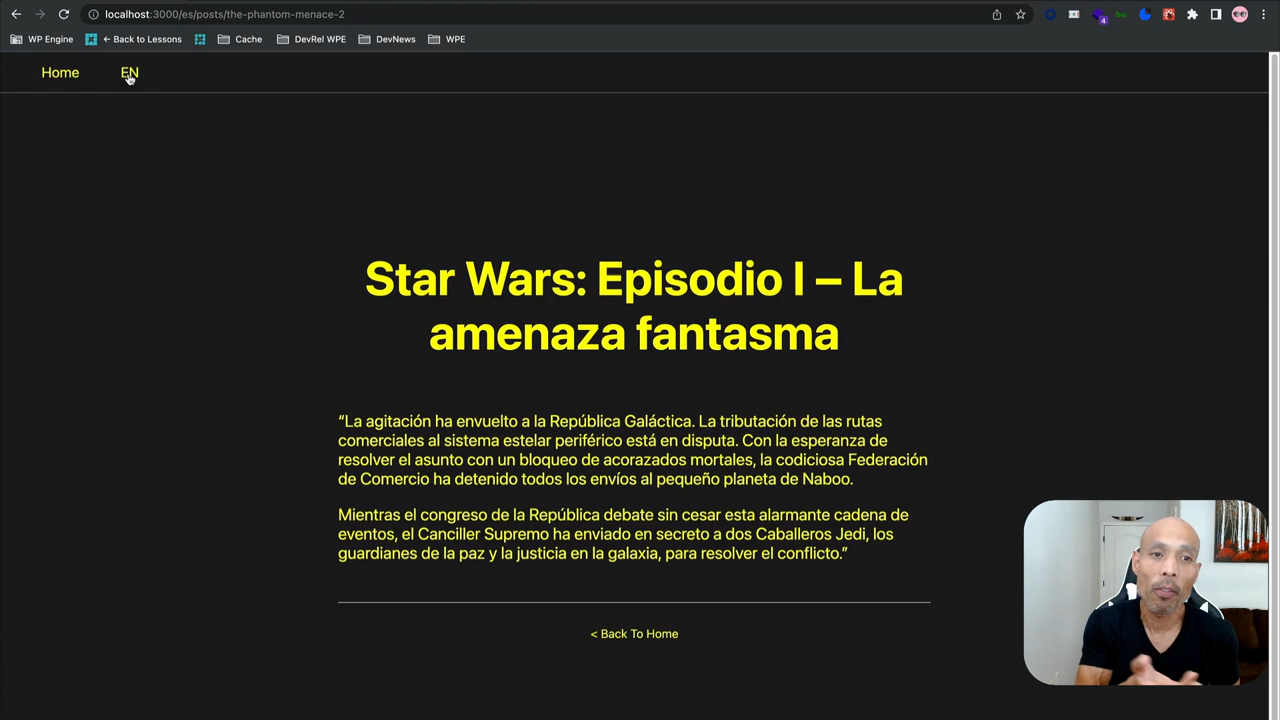 localhost:3000/es/posts/the-phantom-menace-2
4
WP Engine
← Back to Lessons
Cache
DevRel WPE
DevNews
WPE
Home
EN
Star Wars: Episodio I – La
amenaza fantasma
“La agitación ha envuelto a la República Galáctica. La tributación de las rutas
comerciales al sistema estelar periférico está en disputa. Con la esperanza de
resolver el asunto con un bloqueo de acorazados mortales, la codiciosa Federación
de Comercio ha detenido todos los envíos al pequeño planeta de Naboo.
Mientras el congreso de la República debate sin cesar esta alarmante cadena de
eventos, el Canciller Supremo ha enviado en secreto a dos Caballeros Jedi, los
guardianes de la paz y la justicia en la galaxia, para resolver el conflicto.”
< Back To Home